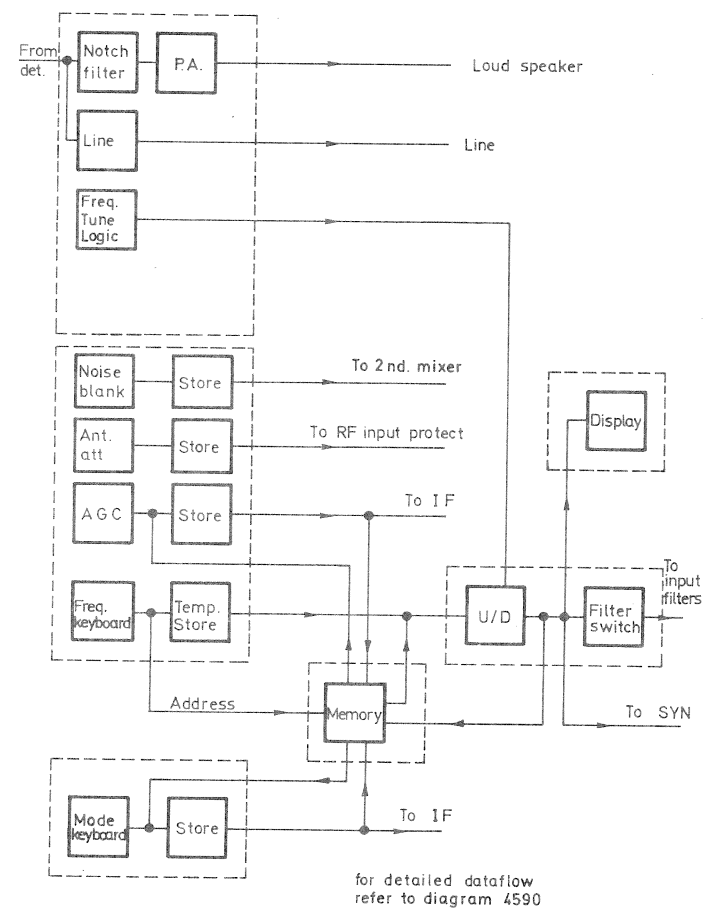 From
det.
Notch
filter
P.A.
Loud speaker
Line
Line
Freq.
Tune
Logic
Noise
blank
Store
To 2nd. mixer
Ant.
att
Store
To RF input protect
AGC
Store
To IF
Display
Freq.
keyboard
Temp.
Store
U/D
Filter
switch
To
input
filters
Address
Memory
To SYN
Mode
keyboard
Store
To IF
for detailed dataflow
refer to diagram 4590